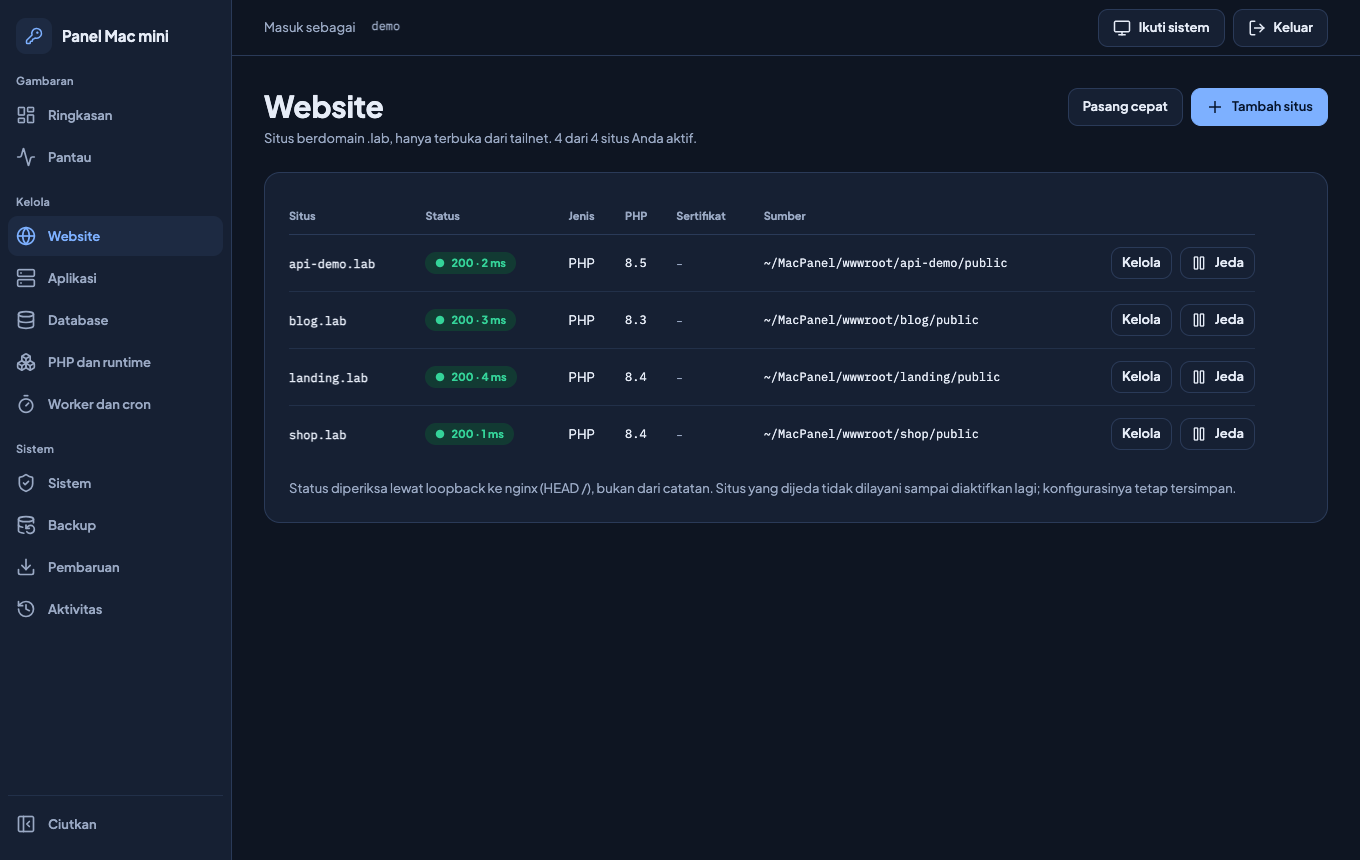 Panel Mac mini
Gambaran
Ringkasan
Pantau
Kelola
Website
Aplikasi
Database
PHP dan runtime
Worker dan cron
Sistem
Sistem
Backup
Pembaruan
Aktivitas
Ciutkan
Masuk sebagai demo
Ikuti sistem
Keluar
Website
Situs berdomain .lab, hanya terbuka dari tailnet. 4 dari 4 situs Anda aktif.
Pasang cepat
Tambah situs
Situs Status Jenis PHP Sertifikat Sumber
api-demo.lab 200 · 2 ms PHP 8.5 – ~/MacPanel/wwwroot/api-demo/public Kelola Jeda
blog.lab 200 · 3 ms PHP 8.3 – ~/MacPanel/wwwroot/blog/public Kelola Jeda
landing.lab 200 · 4 ms PHP 8.4 – ~/MacPanel/wwwroot/landing/public Kelola Jeda
shop.lab 200 · 1 ms PHP 8.4 – ~/MacPanel/wwwroot/shop/public Kelola Jeda
Status diperiksa lewat loopback ke nginx (HEAD /), bukan dari catatan. Situs yang dijeda tidak dilayani sampai diaktifkan lagi; konfigurasinya tetap tersimpan.